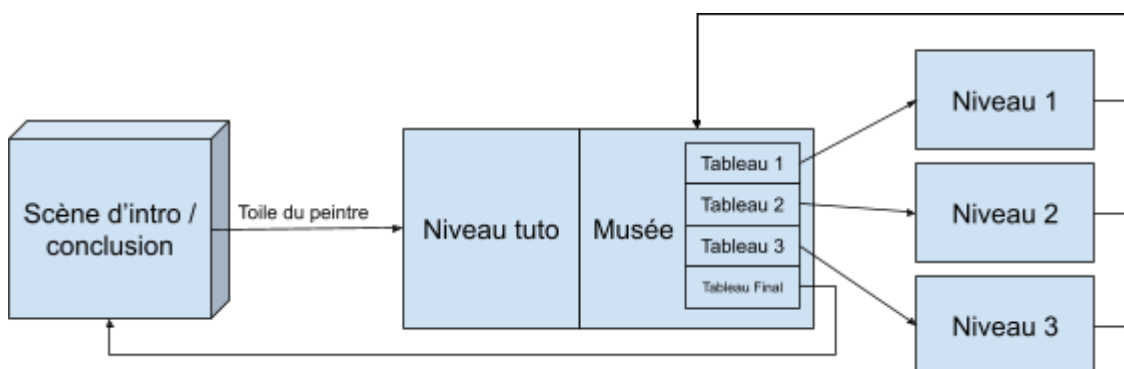 Scène d'intro /
conclusion
Toile du peintre
Niveau tuto
Musée
Tableau 1
Tableau 2
Tableau 3
Tableau Final
Niveau 1
Niveau 2
Niveau 3